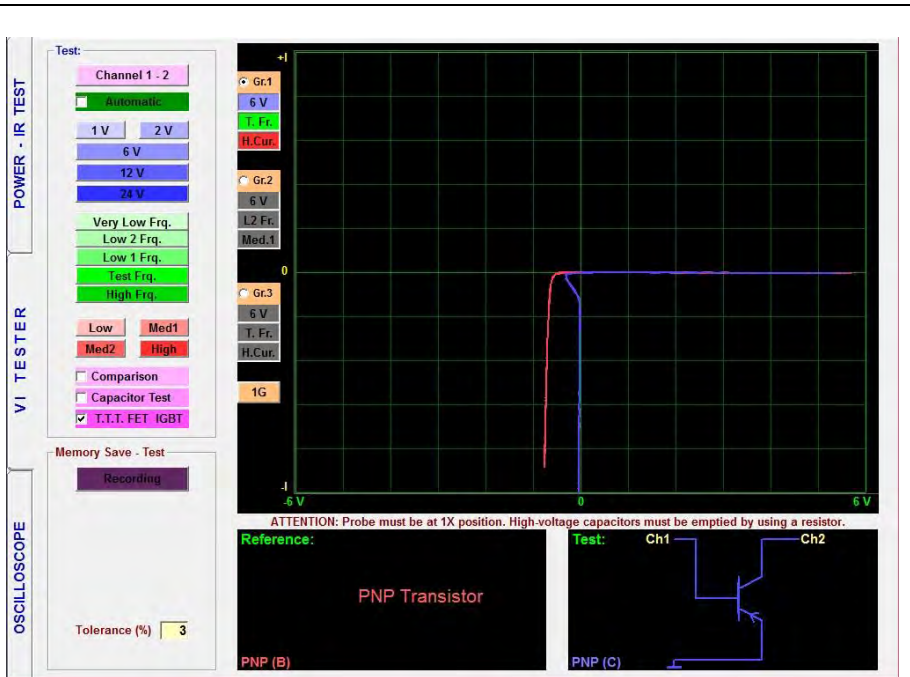 POWER - IR TEST
VI TESTER
OSCILLOSCOPE
Test:
Channel 1 - 2
Automatic
1 V
2 V
6 V
12 V
24 V
Very Low Frq.
Low 2 Frq.
Low 1 Frq.
Test Frq.
High Frq.
Low
Med1
Med2
High
Comparison
Capacitor Test
T.T.T. FET IGBT
Memory Save - Test
Recording
Tolerance (%) 3
Gr.1
6 V
T. Fr.
H.Cur.
Gr.2
6 V
L2 Fr.
Med.1
Gr.3
6 V
T. Fr.
H.Cur.
1G
+I
0
-I
-6 V
0
6 V
ATTENTION: Probe must be at 1X position. High-voltage capacitors must be emptied by using a resistor.
Reference:
PNP Transistor
PNP (B)
Test:
Ch1
Ch2
PNP (C)